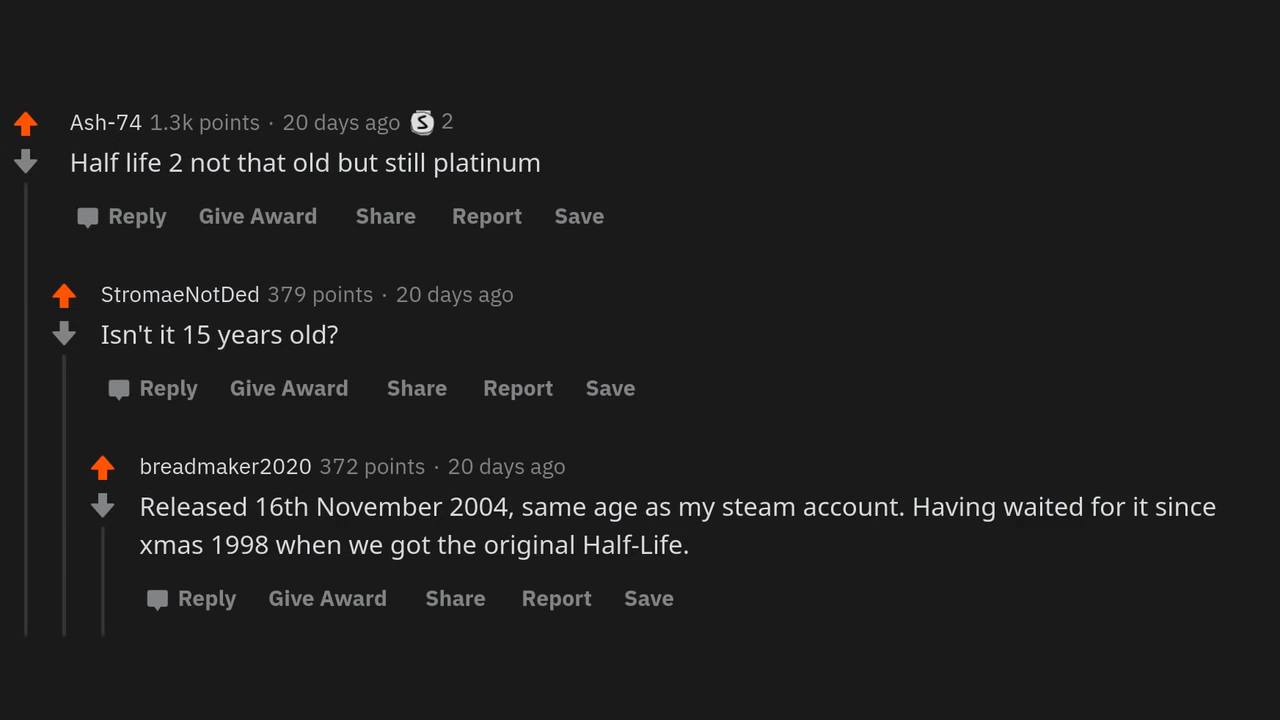 Ash-74 1.3k points · 20 days ago S 2
Half life 2 not that old but still platinum
Reply Give Award Share Report Save
StromaeNotDed 379 points · 20 days ago
Isn't it 15 years old?
Reply Give Award Share Report Save
breadmaker2020 372 points · 20 days ago
Released 16th November 2004, same age as my steam account. Having waited for it since
xmas 1998 when we got the original Half-Life.
Reply Give Award Share Report Save